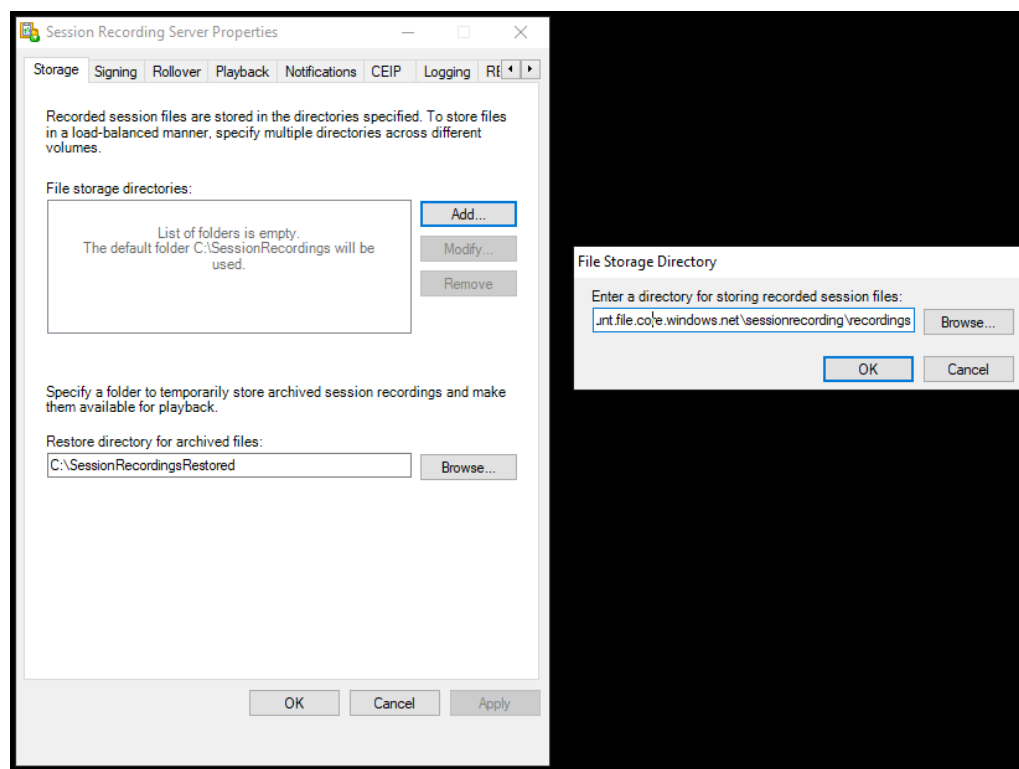 Session Recording Server Properties
Storage Signing Rollover Playback Notifications CEIP Logging
Recorded session files are stored in the directories specified. To store files
in a load-balanced manner, specify multiple directories across different
volumes.
File storage directories:
List of folders is empty.
The default folder C:\SessionRecordings will be
used.
Add...
Modify...
Remove
Specify a folder to temporarily store archived session recordings and make
them available for playback.
Restore directory for archived files:
C:\SessionRecordingsRestored
Browse...
OK Cancel Apply
File Storage Directory
Enter a directory for storing recorded session files:
unt.file.core.windows.net\sessionrecording\recordings
Browse...
OK Cancel